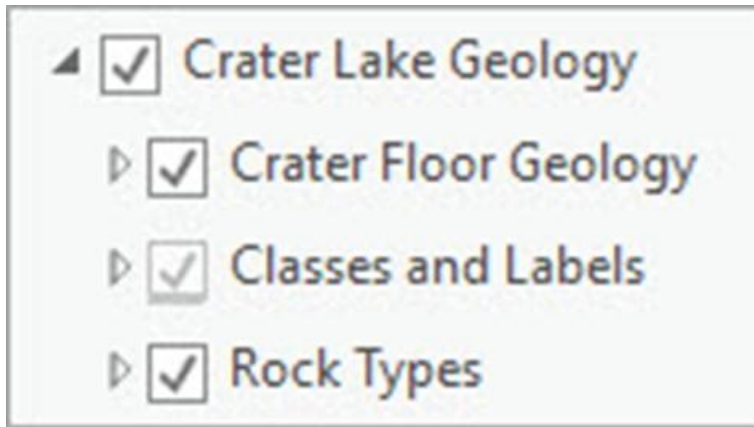 Crater Lake Geology
Crater Floor Geology
Classes and Labels
Rock Types